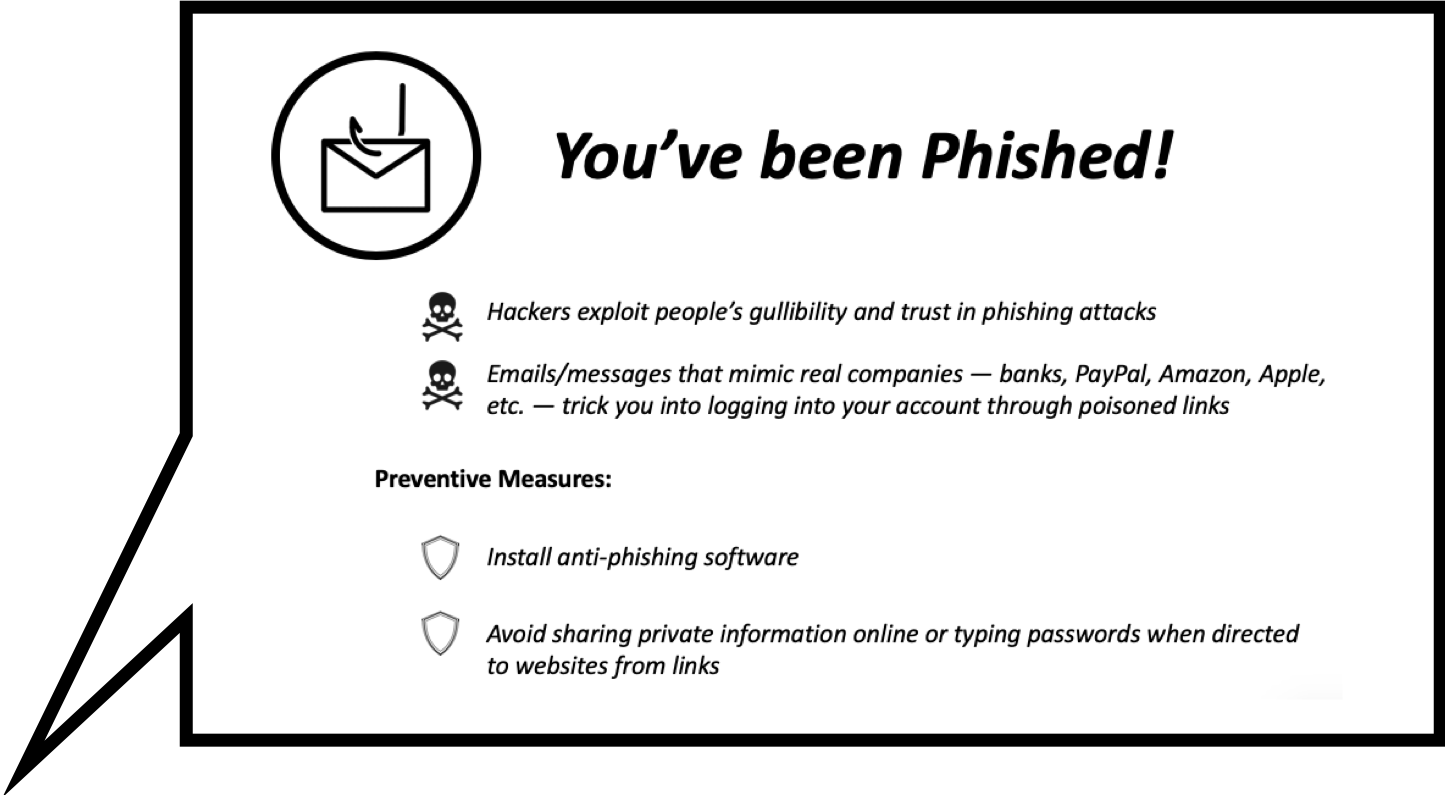 You’ve been Phished!
Hackers exploit people’s gullibility and trust in phishing attacks
Emails/messages that mimic real companies — banks, PayPal, Amazon, Apple,
etc. — trick you into logging into your account through poisoned links
Preventive Measures:
Install anti-phishing software
Avoid sharing private information online or typing passwords when directed
to websites from links